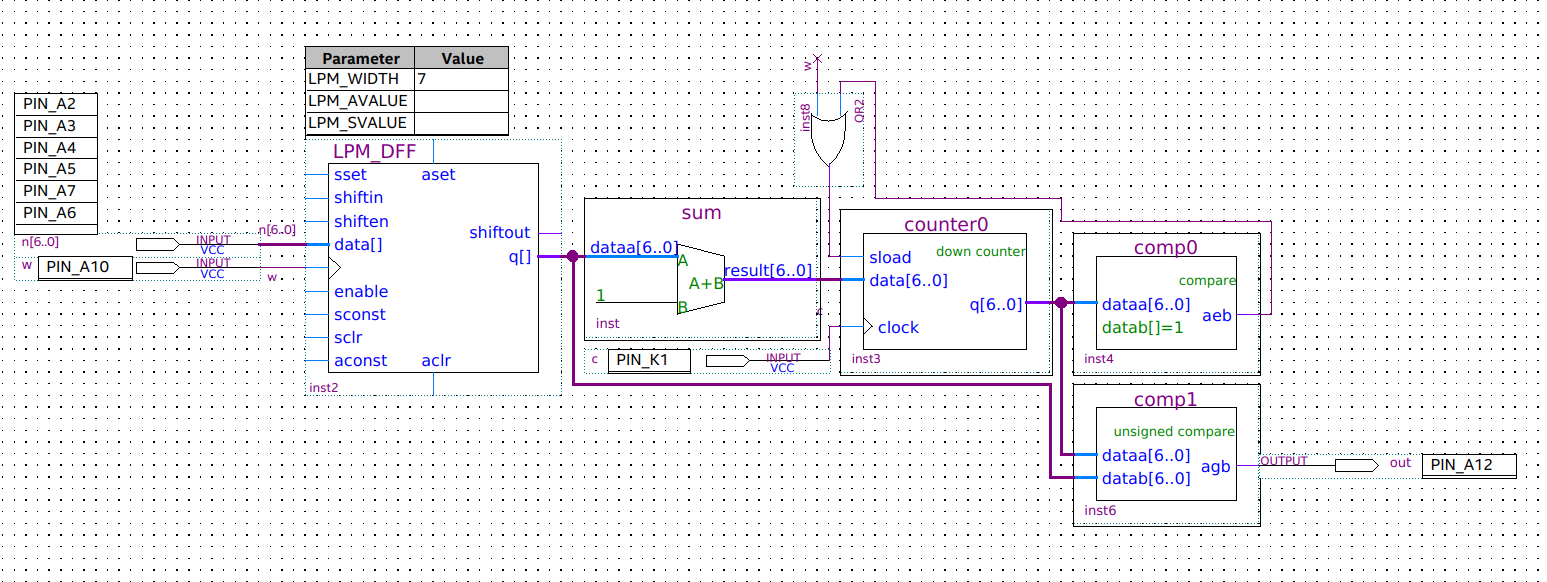 Parameter Value
LPM_WIDTH 7
LPM_AVALUE
LPM_SVALUE
PIN_A2
PIN_A3
PIN_A4
PIN_A5
PIN_A7
PIN_A6
n[6..0] INPUT VCC n[6..0]
w PIN_A10 INPUT VCC w
LPM_DFF
sset aset
shiftin
shiften
shiftout
data[]
q[]
enable
sconst
sclr
aconst aclr
inst2
sum
dataa[6..0]
A
A+B
result[6..0]
1
B
inst
c PIN_K1 INPUT VCC
c
w
inst8
OR2
counter0
down counter
sload
data[6..0]
q[6..0]
clock
inst3
comp0
compare
dataa[6..0]
aeb
datab[]=1
inst4
comp1
unsigned compare
dataa[6..0]
agb
datab[6..0]
inst6
OUTPUT out PIN_A12